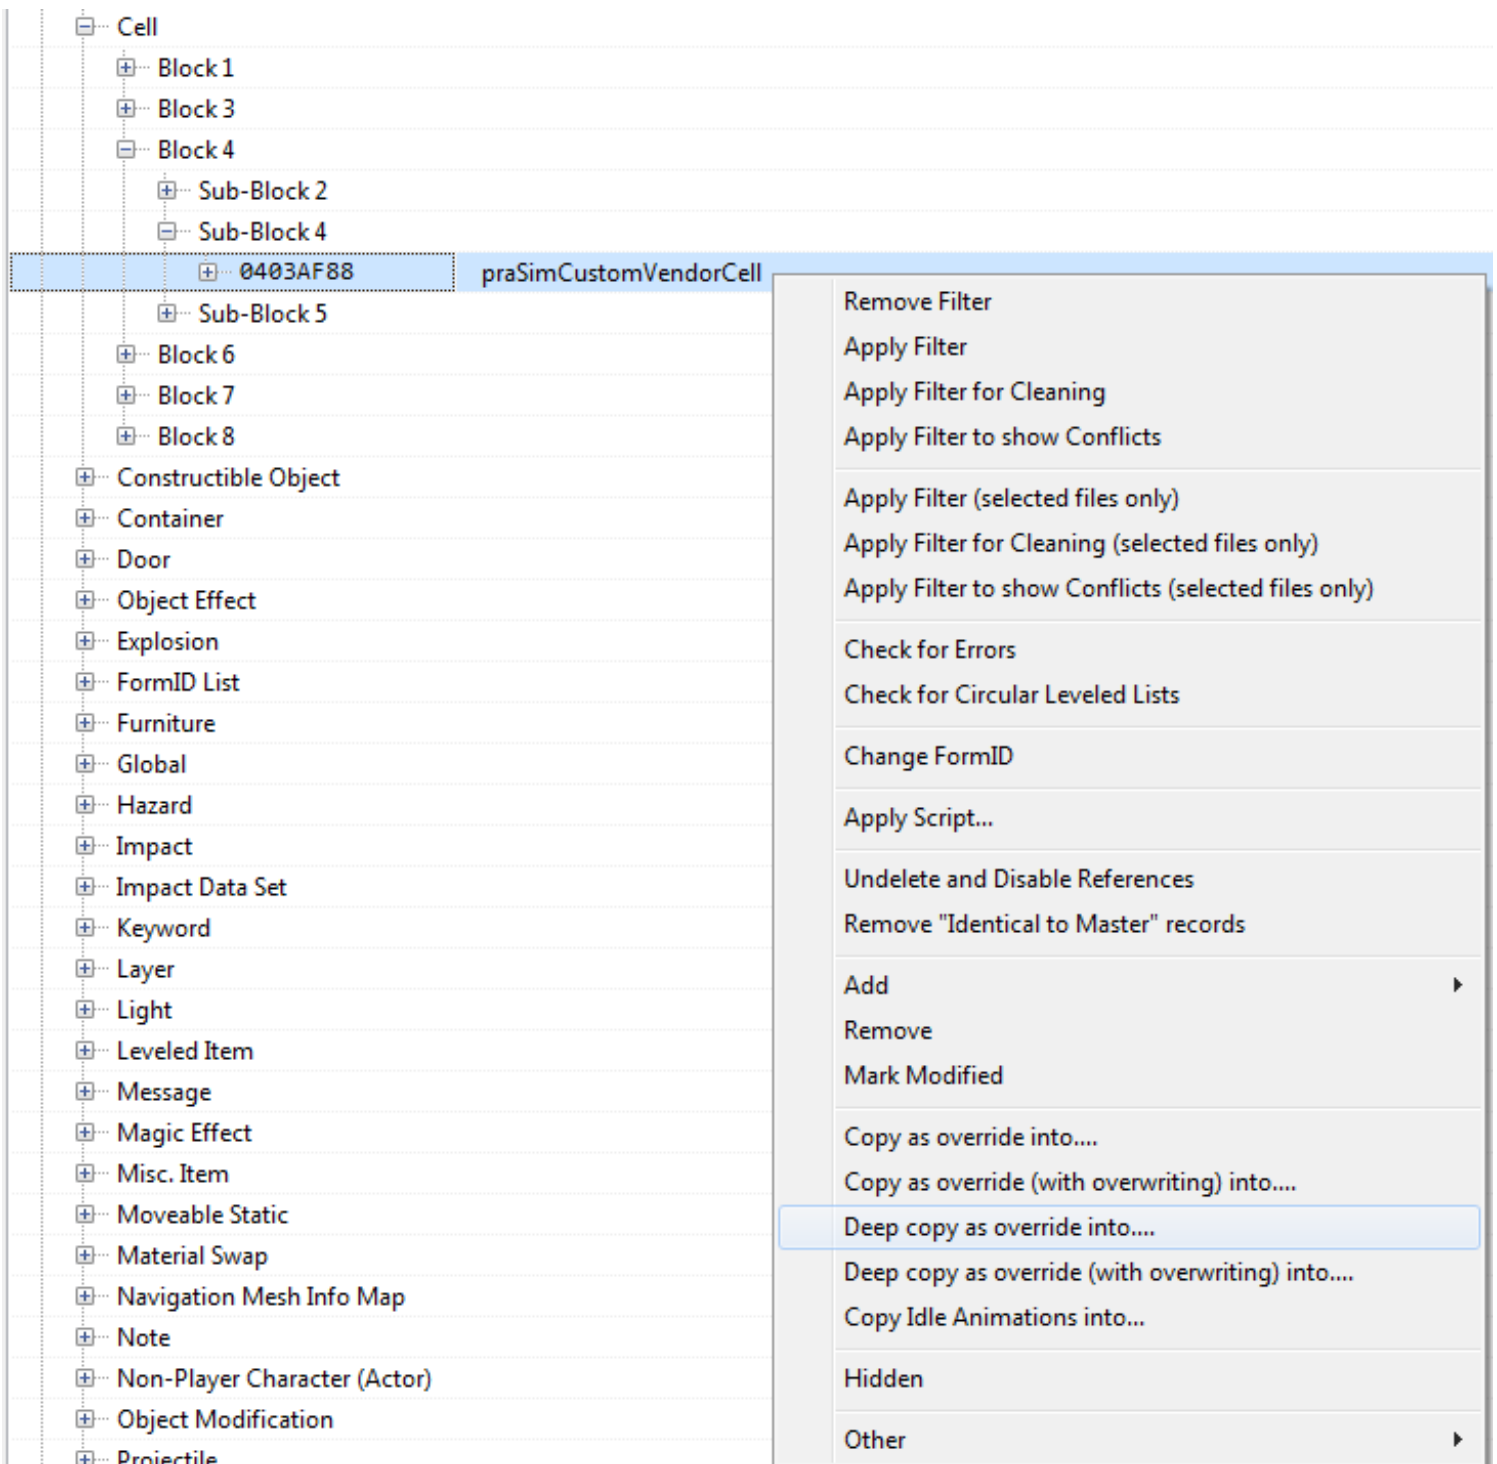 Cell
Block 1
Block 3
Block 4
Sub-Block 2
Sub-Block 4
0403AF88 praSimCustomVendorCell
Sub-Block 5
Block 6
Block 7
Block 8
Constructible Object
Container
Door
Object Effect
Explosion
FormID List
Furniture
Global
Hazard
Impact
Impact Data Set
Keyword
Layer
Light
Leveled Item
Message
Magic Effect
Misc. Item
Moveable Static
Material Swap
Navigation Mesh Info Map
Note
Non-Player Character (Actor)
Object Modification
Projectile
Remove Filter
Apply Filter
Apply Filter for Cleaning
Apply Filter to show Conflicts
Apply Filter (selected files only)
Apply Filter for Cleaning (selected files only)
Apply Filter to show Conflicts (selected files only)
Check for Errors
Check for Circular Leveled Lists
Change FormID
Apply Script...
Undelete and Disable References
Remove "Identical to Master" records
Add
Remove
Mark Modified
Copy as override into....
Copy as override (with overwriting) into....
Deep copy as override into....
Deep copy as override (with overwriting) into....
Copy Idle Animations into...
Hidden
Other